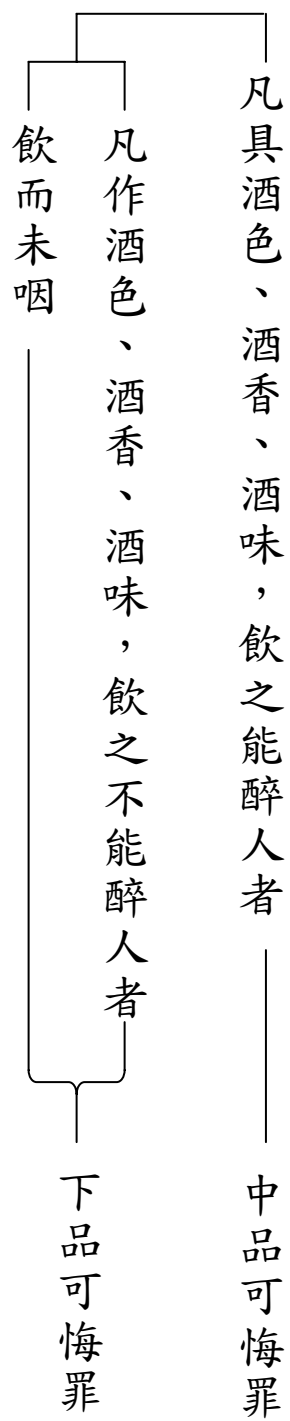 凡具酒色、酒香、酒味，飲之能醉人者
中品可悔罪
凡作酒色、酒香、酒味，飲之不能醉人者
飲而未咽
下品可悔罪